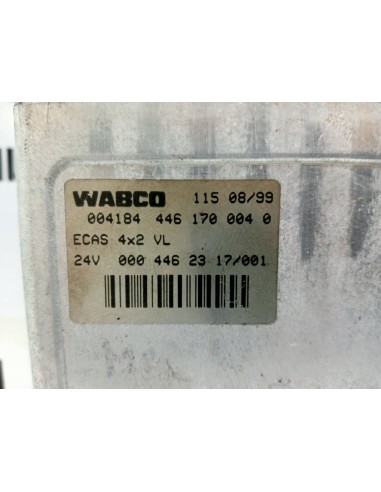 WABCO 115 08/99
004184 446 170 004 0
ECAS 4x2 VL
24V 000 446 23 17/001